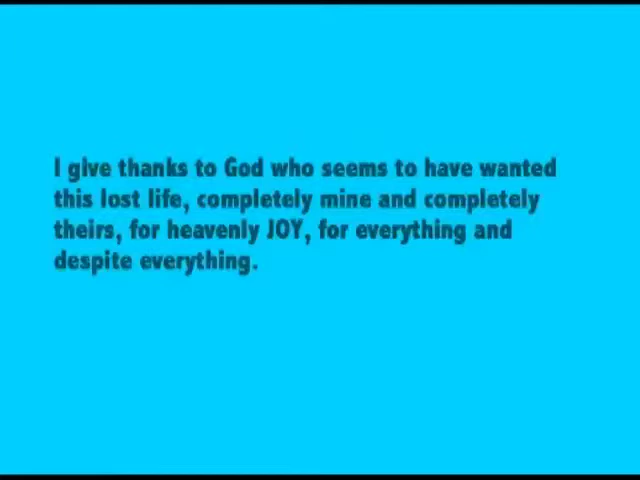 I give thanks to God who seems to have wanted
this lost life, completely mine and completely
theirs, for heavenly JOY, for everything and
despite everything.